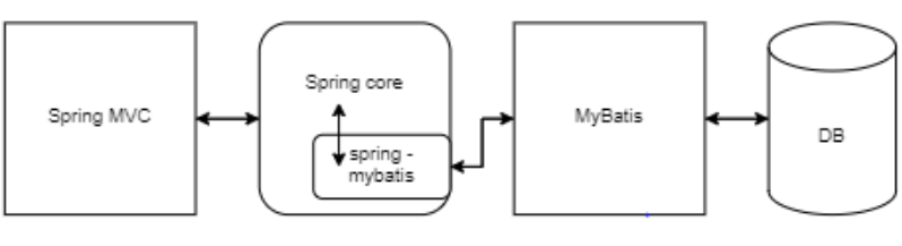 Spring MVC
Spring core
spring -
mybatis
MyBatis
DB